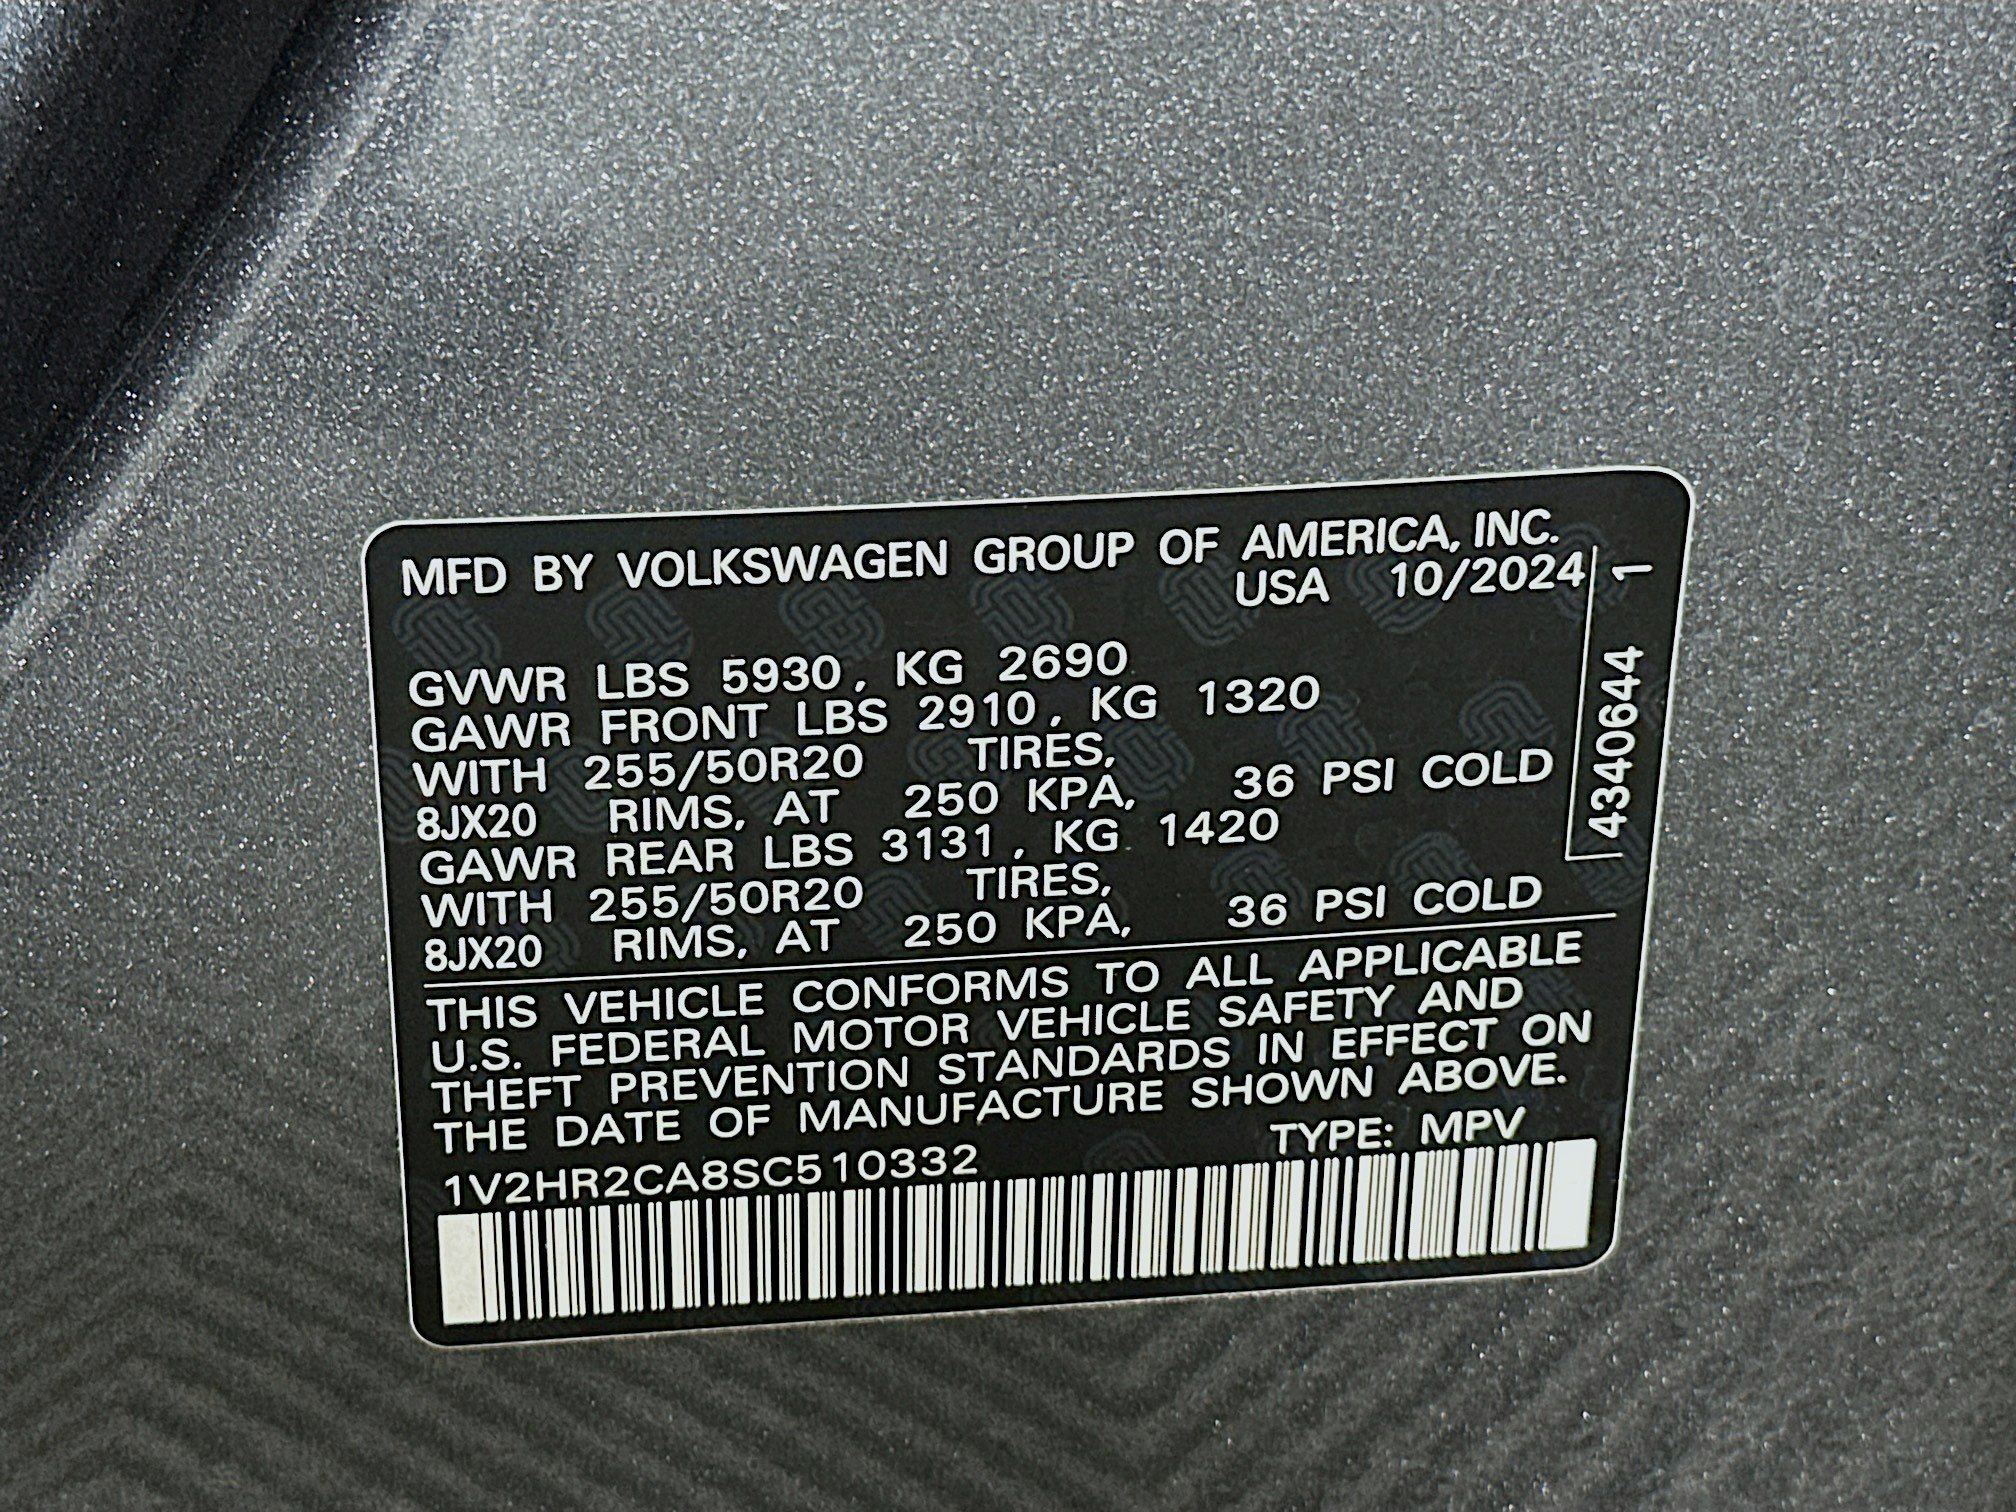 MFD BY VOLKSWAGEN GROUP OF AMERICA, INC.
USA 10/2024
GVWR LBS 5930, KG 2690
GAWR FRONT LBS 2910, KG 1320
WITH 255/50R20 TIRES,
8JX20 RIMS, AT 250 KPA, 36 PSI COLD
GAWR REAR LBS 3131, KG 1420
WITH 255/50R20 TIRES,
8JX20 RIMS, AT 250 KPA, 36 PSI COLD
4340644 1
THIS VEHICLE CONFORMS TO ALL APPLICABLE
U.S. FEDERAL MOTOR VEHICLE SAFETY AND
THEFT PREVENTION STANDARDS IN EFFECT ON
THE DATE OF MANUFACTURE SHOWN ABOVE.
1V2HR2CA8SC510332 TYPE: MPV